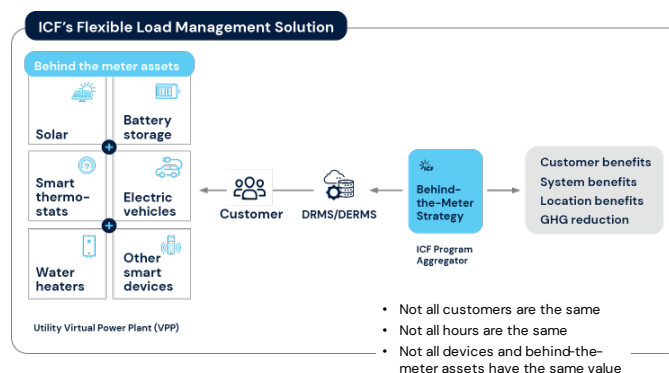 ICF's Flexible Load Management Solution
Behind the meter assets
Solar
Battery
storage
+
Smart
thermo-
stats
Electric
vehicles
+
Water
heaters
Other
smart
devices
Utility Virtual Power Plant (VPP)
Customer
DRMS/DERMS
ICF
Behind-
the-Meter
Strategy
ICF Program
Aggregator
Customer benefits
System benefits
Location benefits
GHG reduction
• Not all customers are the same
• Not all hours are the same
• Not all devices and behind-the-
meter assets have the same value